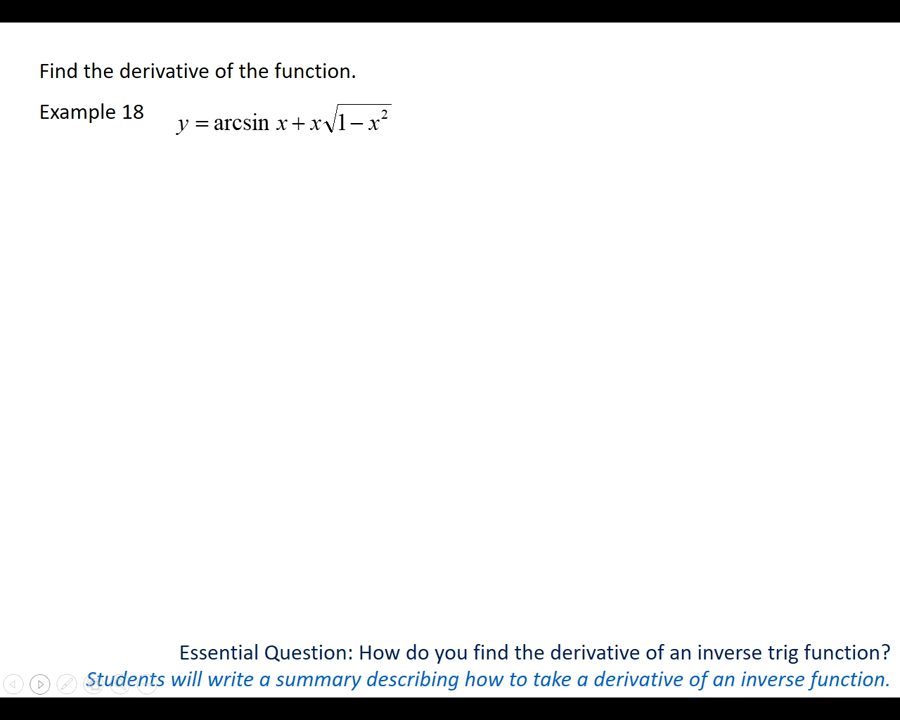 Find the derivative of the function.
Example 18 y = arcsin x + x√1 − x²
Essential Question: How do you find the derivative of an inverse trig function?
Students will write a summary describing how to take a derivative of an inverse function.